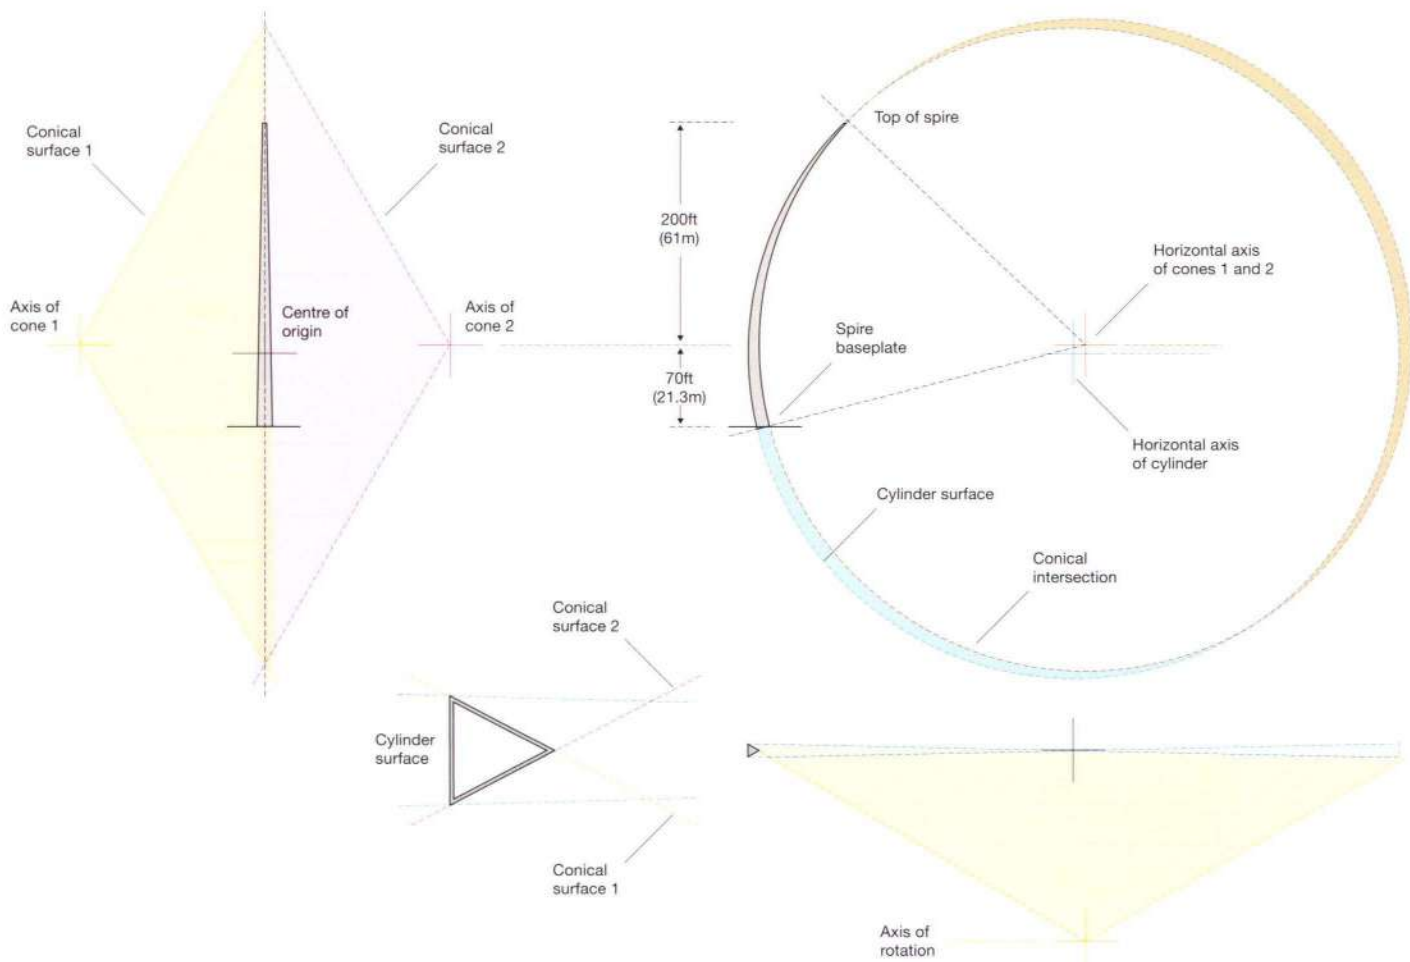 Conical
surface 1
Conical
surface 2
Axis of
cone 1
Centre of
origin
Axis of
cone 2
Top of spire
200ft
(61m)
Horizontal axis
of cones 1 and 2
Spire
baseplate
70ft
(21.3m)
Horizontal axis
of cylinder
Cylinder surface
Conical
intersection
Conical
surface 2
Cylinder
surface
Conical
surface 1
Axis of
rotation